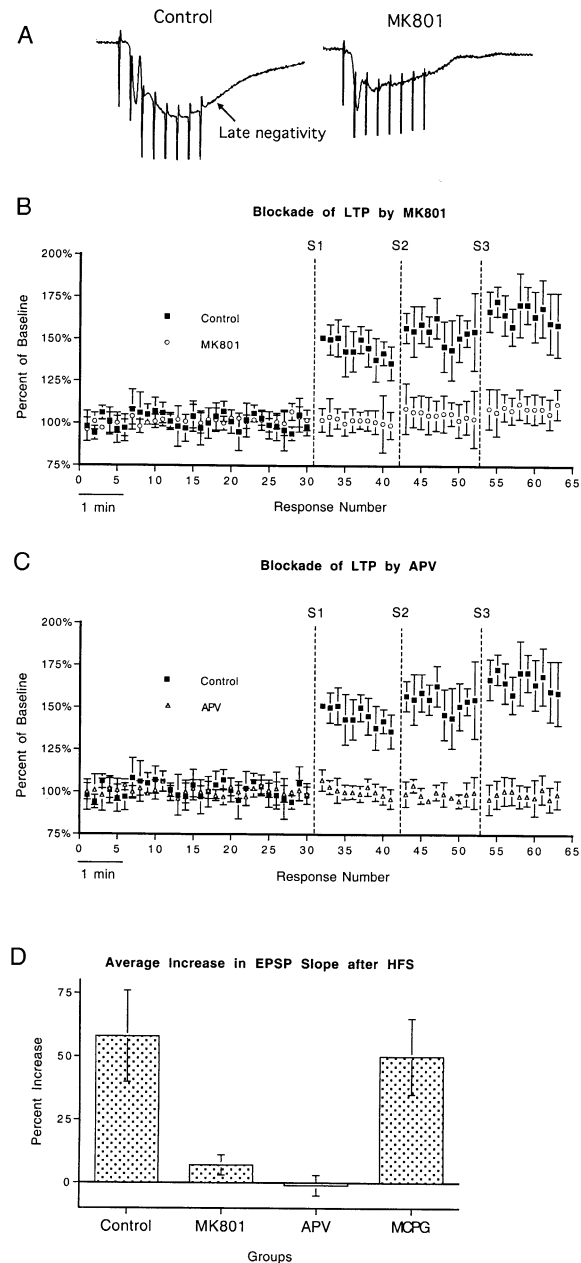 A
Control
MK801
Late negativity
B
Blockade of LTP by MK801
S1
S2
S3
200%
175%
150%
125%
100%
75%
Percent of Baseline
Control
MK801
0 5 10 15 20 25 30 35 40 45 50 55 60 65
1 min
Response Number
C
Blockade of LTP by APV
S1
S2
S3
200%
175%
150%
125%
100%
75%
Percent of Baseline
Control
APV
0 5 10 15 20 25 30 35 40 45 50 55 60 65
1 min
Response Number
D
Average Increase in EPSP Slope after HFS
75
50
25
0
Percent Increase
Control MK801 APV MCPG
Groups